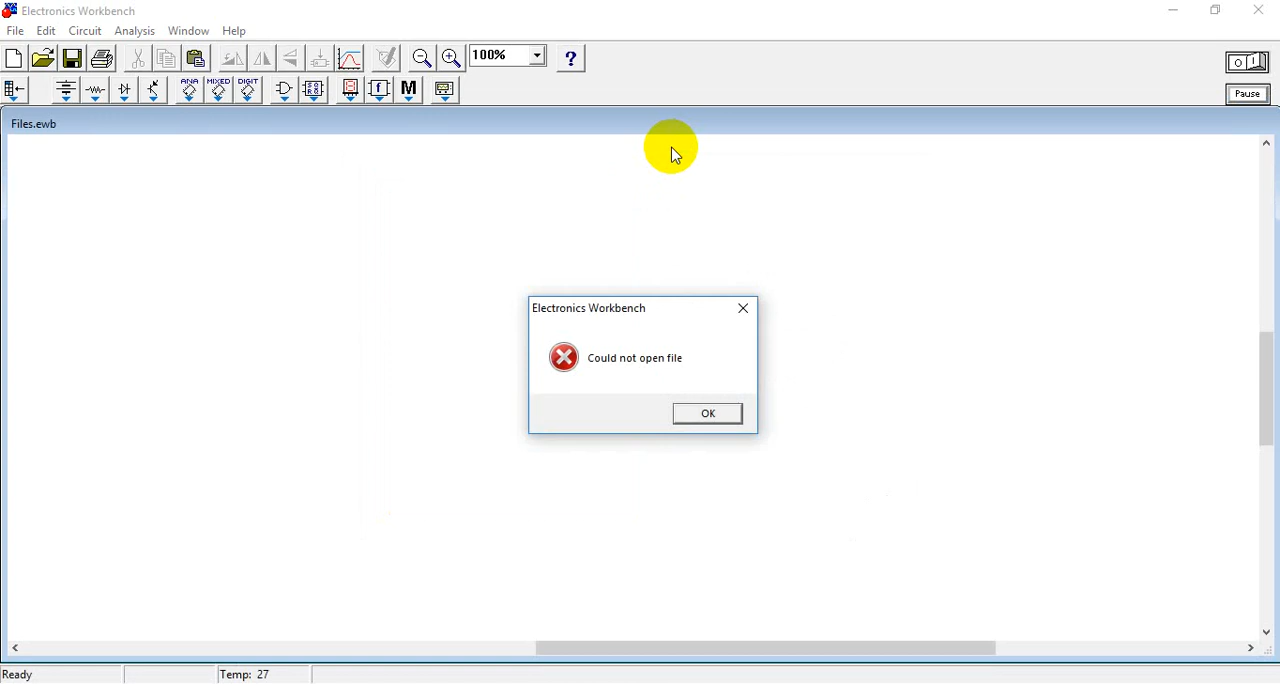 Electronics Workbench
File Edit Circuit Analysis Window Help
100% ?
O I
ANA MIXED DIGIT f M
Pause
Files.ewb
Electronics Workbench
Could not open file
OK
Ready Temp: 27